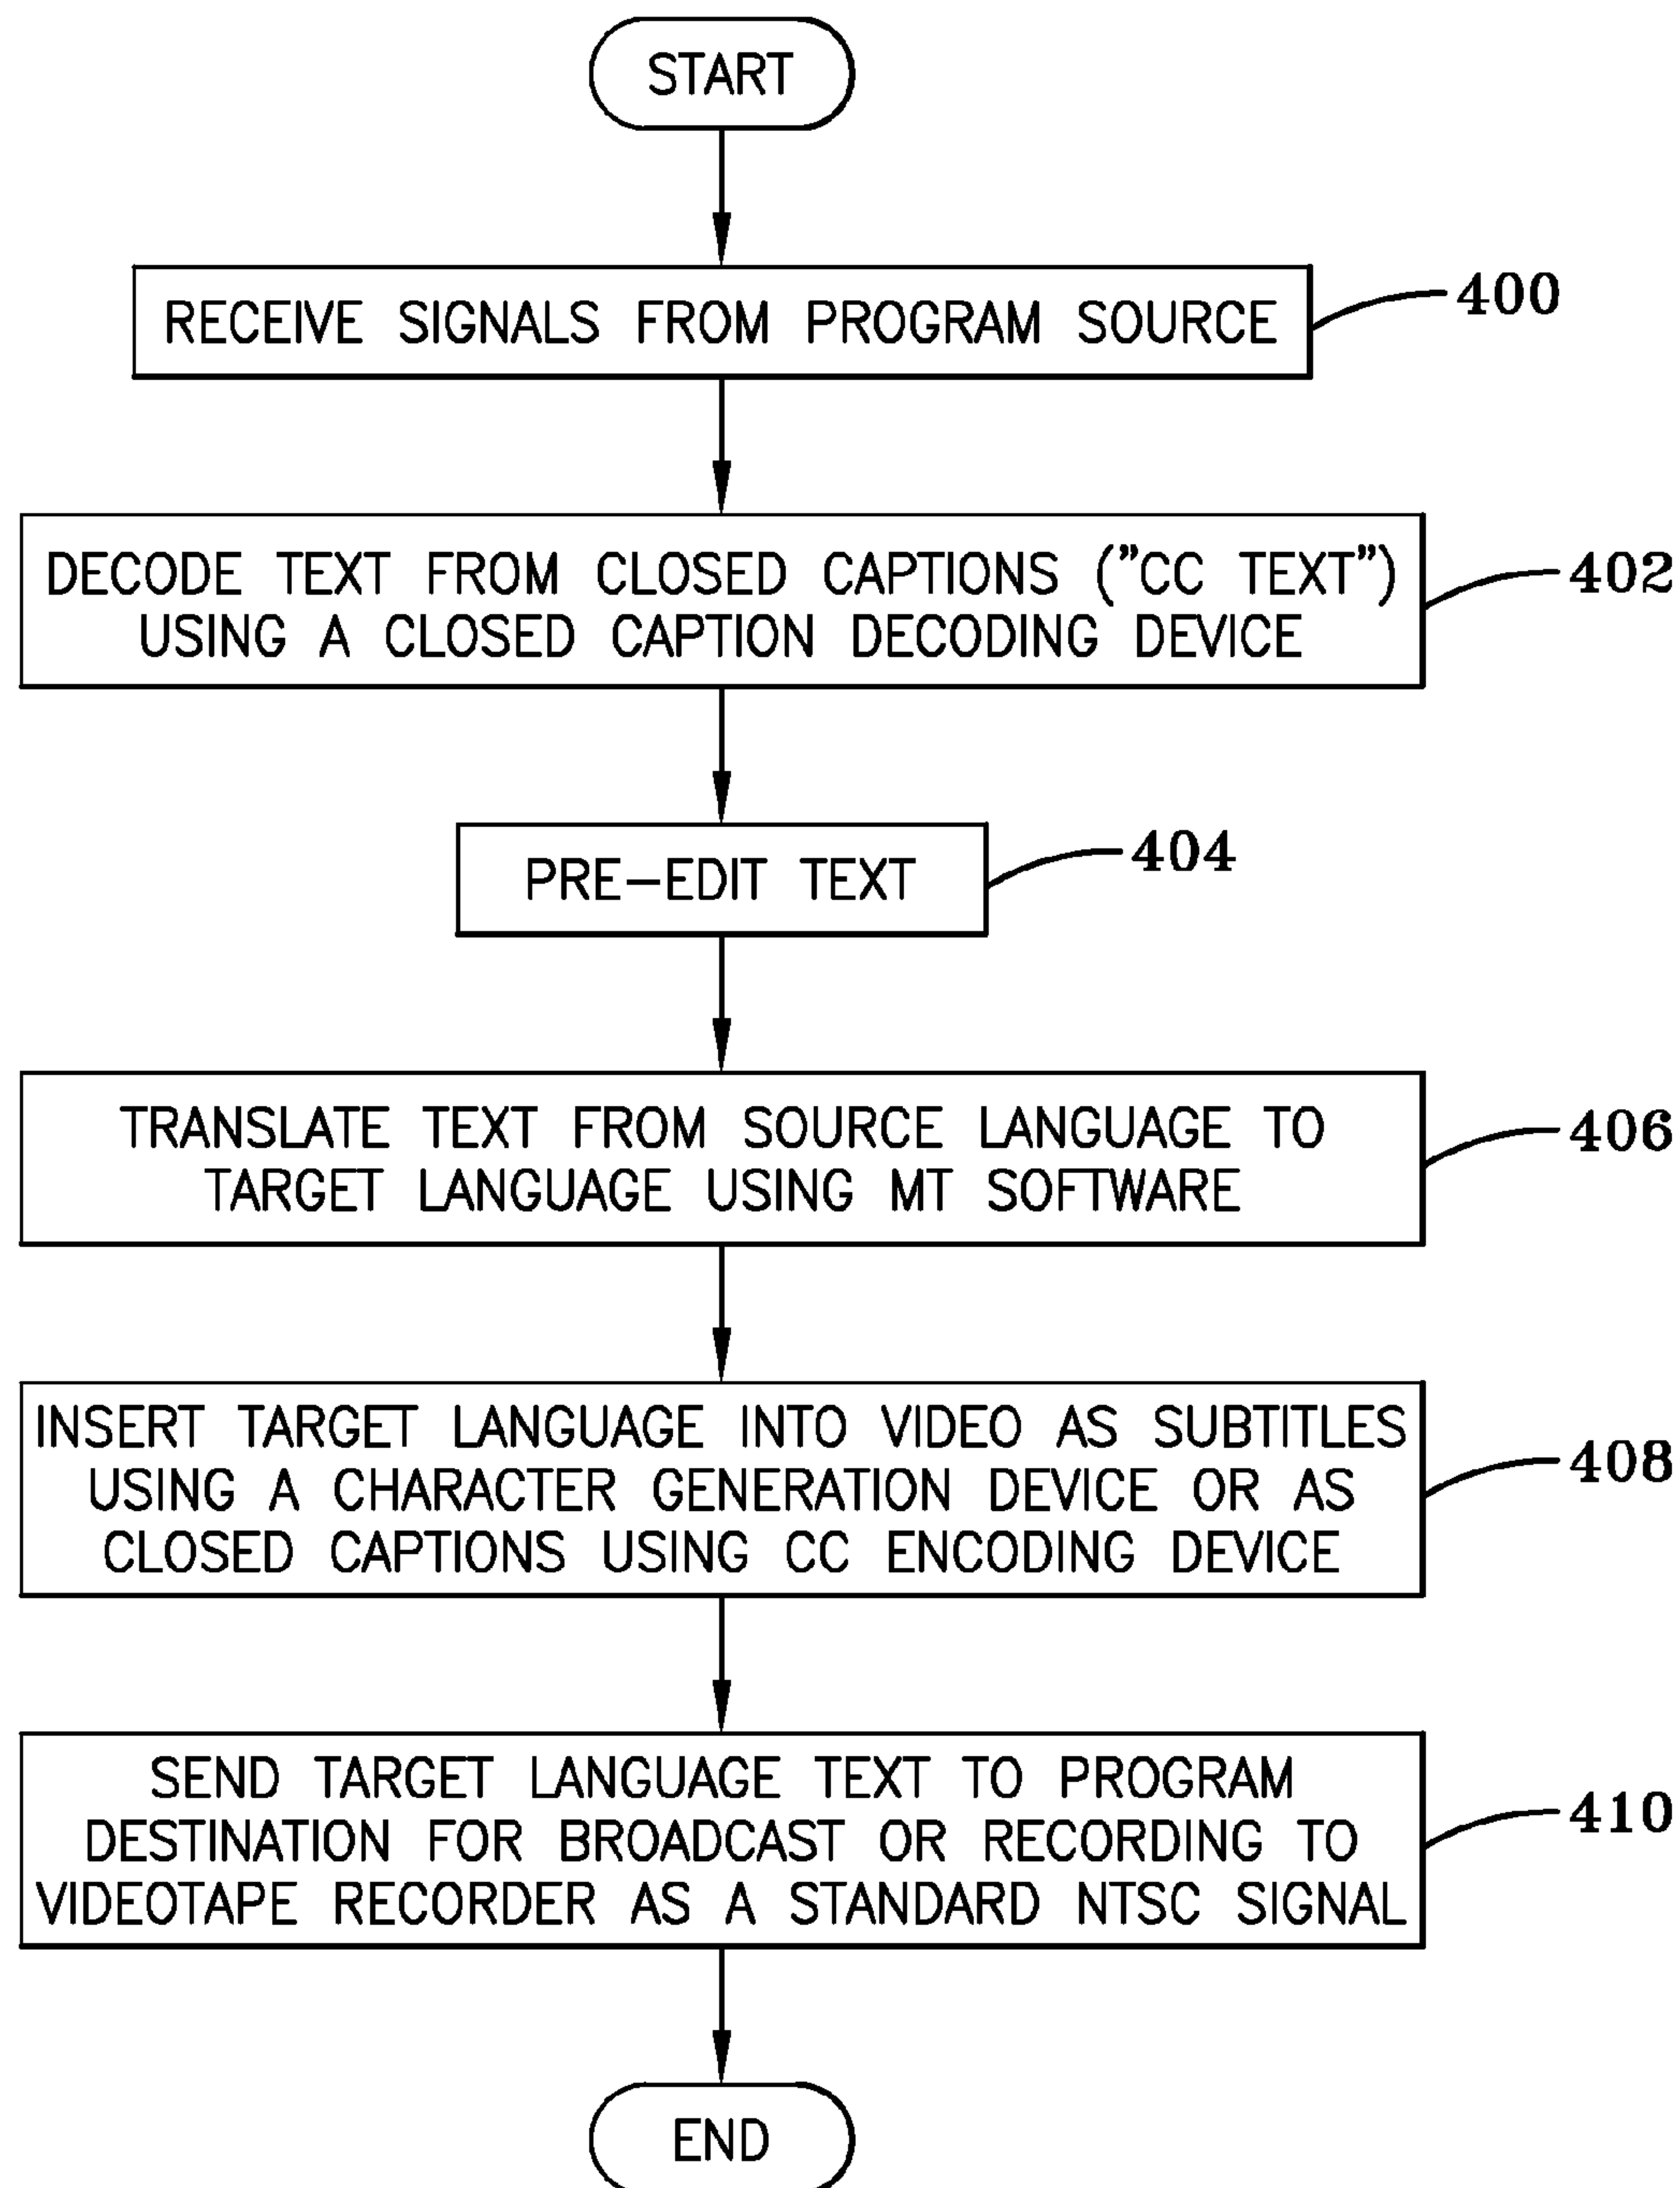 START
RECEIVE SIGNALS FROM PROGRAM SOURCE
400
DECODE TEXT FROM CLOSED CAPTIONS ("CC TEXT")
USING A CLOSED CAPTION DECODING DEVICE
402
PRE-EDIT TEXT
404
TRANSLATE TEXT FROM SOURCE LANGUAGE TO
TARGET LANGUAGE USING MT SOFTWARE
406
INSERT TARGET LANGUAGE INTO VIDEO AS SUBTITLES
USING A CHARACTER GENERATION DEVICE OR AS
CLOSED CAPTIONS USING CC ENCODING DEVICE
408
SEND TARGET LANGUAGE TEXT TO PROGRAM
DESTINATION FOR BROADCAST OR RECORDING TO
VIDEOTAPE RECORDER AS A STANDARD NTSC SIGNAL
410
END